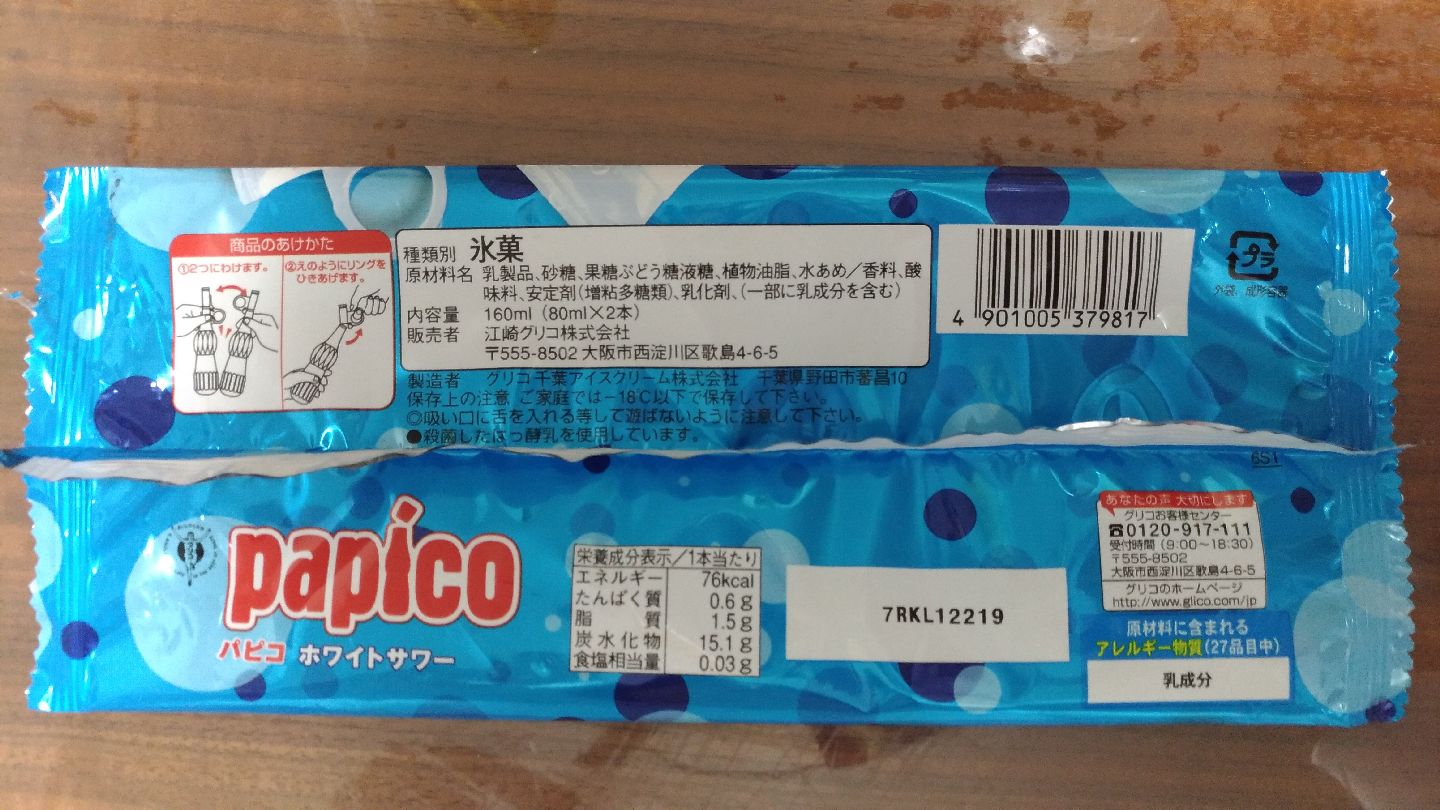 商品のあけかた
①2つにわけます。
②えのようにリングを
ひきあげます。
種類別 氷菓
原材料名 乳製品、砂糖、果糖ぶどう糖液糖、植物油脂、水あめ／香料、酸
味料、安定剤(増粘多糖類)、乳化剤、(一部に乳成分を含む)
内容量 160ml (80ml×2本)
販売者 江崎グリコ株式会社
〒555-8502 大阪市西淀川区歌島4-6-5
製造者 グリコ千葉アイスクリーム株式会社 千葉県野田市蕃昌10
保存上の注意 ご家庭では−18℃以下で保存して下さい。
◎吸い口に舌を入れる等して遊ばないように注意して下さい。
●殺菌したはっ酵乳を使用しています。
4 901005 379817
プラ
外袋、成形容器
651
papico
パピコ ホワイトサワー
栄養成分表示／1本当たり
エネルギー 76kcal
たんぱく質 0.6g
脂質 1.5g
炭水化物 15.1g
食塩相当量 0.03g
7RKL12219
あなたの声 大切にします
グリコお客様センター
☎0120-917-111
受付時間 (9:00〜18:30)
〒555-8502
大阪市西淀川区歌島4-6-5
グリコのホームページ
http://www.glico.com/jp
原材料に含まれる
アレルギー物質(27品目中)
乳成分